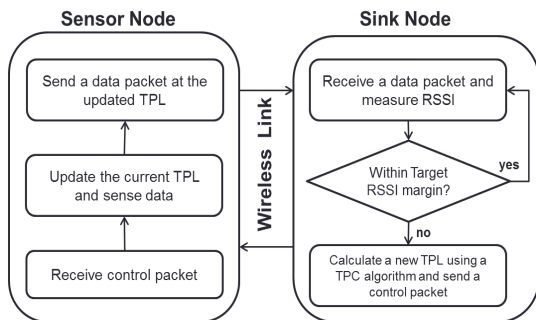 Sensor Node
Send a data packet at the
updated TPL
Update the current TPL
and sense data
Receive control packet
Wireless Link
Sink Node
Receive a data packet and
measure RSSI
Within Target
RSSI margin?
yes
no
Calculate a new TPL using a
TPC algorithm and send a
control packet